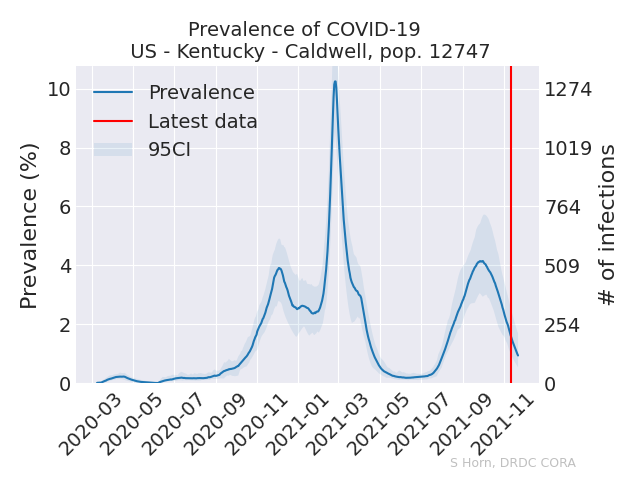 Prevalence of COVID-19
US - Kentucky - Caldwell, pop. 12747
Prevalence
Latest data
95CI
Prevalence (%)
10
8
6
4
2
0
1274
1019
764
509
254
0
# of infections
2020-03
2020-05
2020-07
2020-09
2020-11
2021-01
2021-03
2021-05
2021-07
2021-09
2021-11
S Horn, DRDC CORA